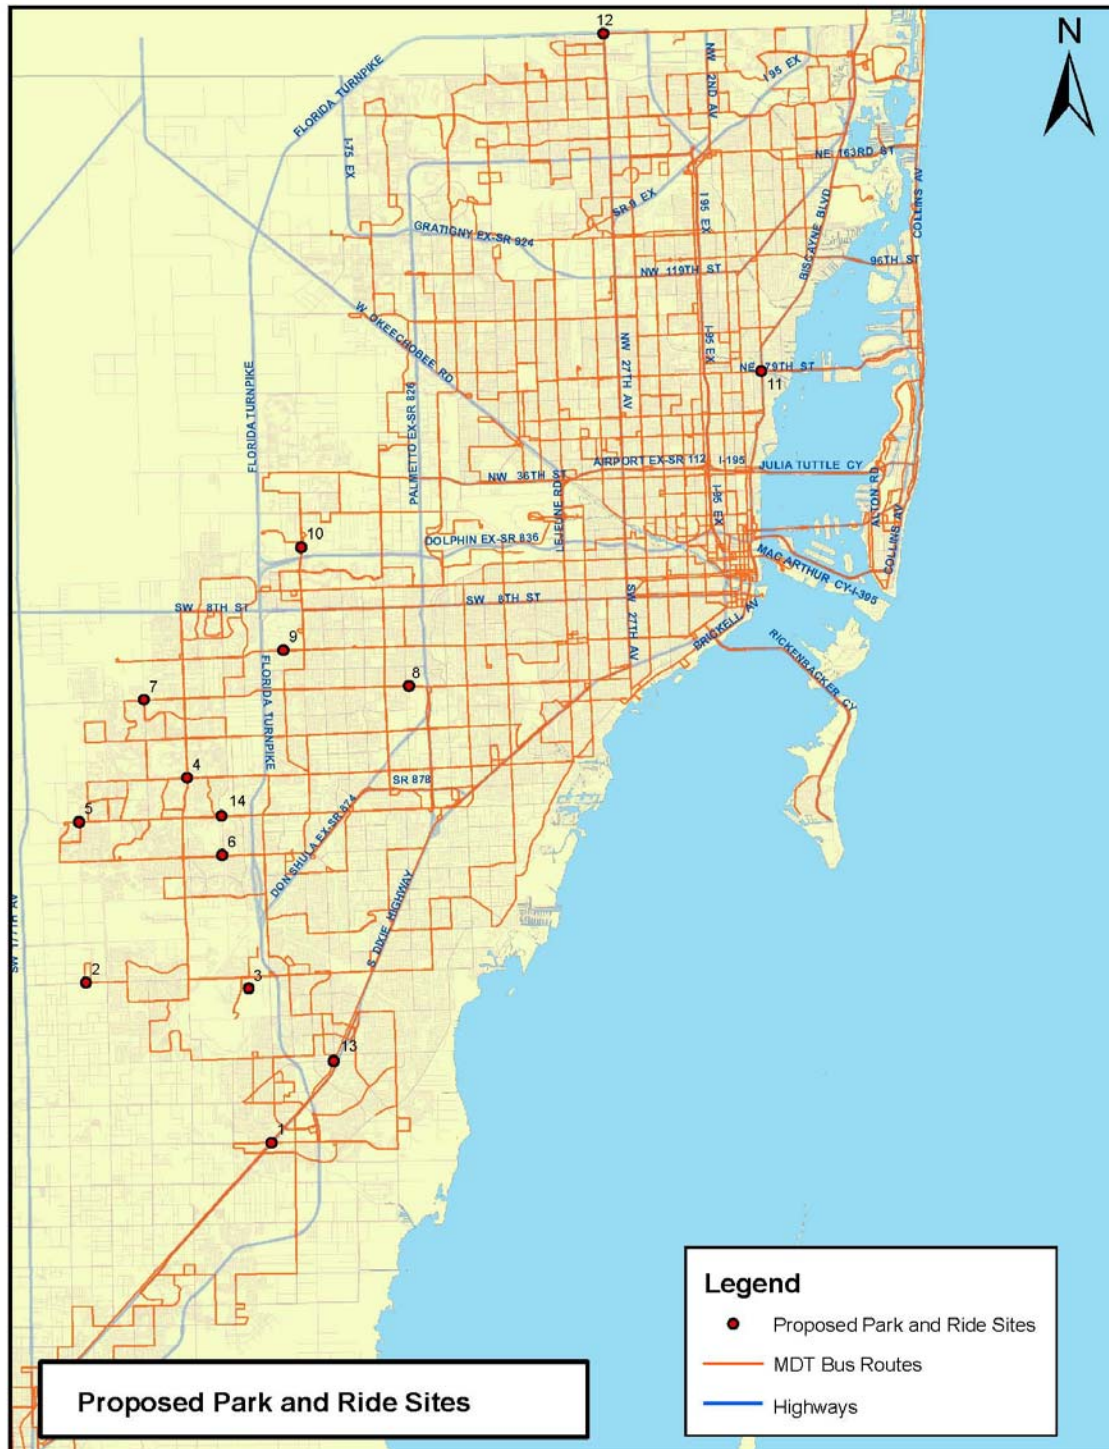 12
N
FLORIDA TURNPIKE
I-75 EX
NW 2ND AV
I 95 EX
NE 163RD ST
COLLINS AV
SR 9 EX
I 95 EX
GRATIGNY EX-SR 924
BISCAYNE BLVD
96TH ST
NW 119TH ST
W OKEECHOBEE RD
I-95 EX
NW 27TH AV
NE 79TH ST
11
FLORIDA TURNPIKE
PALMETTO EX-SR 826
AIRPORT EX-SR 112
I-195
JULIA TUTTLE CY
NW 36TH ST
LEJEUNE RD
I-95 EX
ALTON RD
COLLINS AV
10
DOLPHIN EX-SR 836
MAC ARTHUR CY-I-395
SW 8TH ST
SW 8TH ST
SW 27TH AV
BRICKELL AV
RICKENBACKER CY
9
FLORIDA TURNPIKE
8
7
4
SR 878
14
5
DON SHULA EX-SR 874
6
SW 177TH AV
S DIXIE HIGHWAY
2
3
13
1
Legend
Proposed Park and Ride Sites
MDT Bus Routes
Highways
Proposed Park and Ride Sites